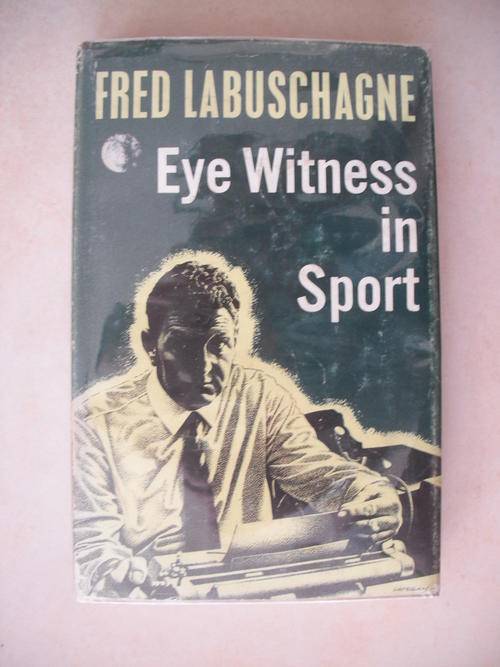 FRED LABUSCHAGNE
Eye Witness
in
Sport